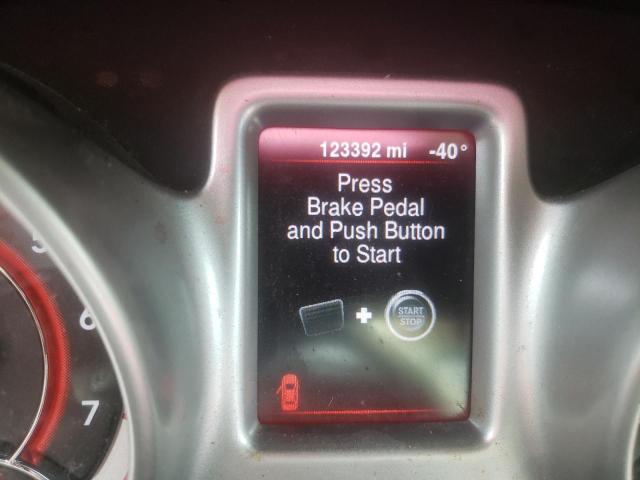 123392 mi -40°
Press
Brake Pedal
and Push Button
to Start
START
STOP
5
6
7